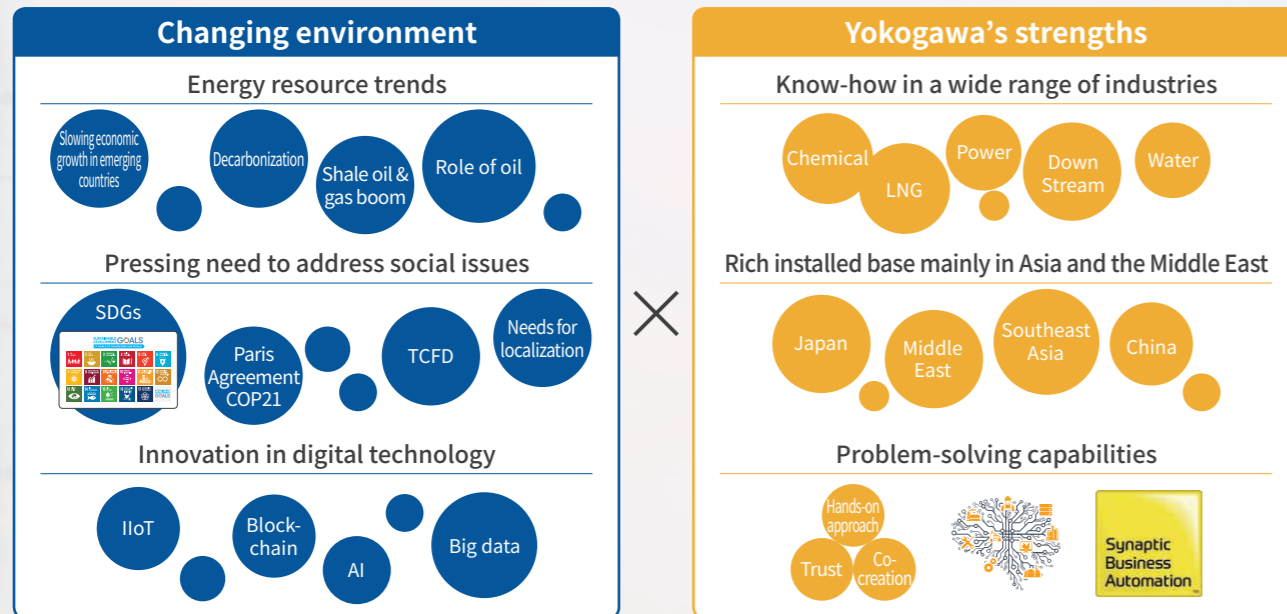 Changing environment
Energy resource trends
Slowing economic
growth in emerging
countries
Decarbonization
Shale oil &
gas boom
Role of oil
Pressing need to address social issues
SDGs
GOALS
Paris
Agreement
COP21
TCFD
Needs for
localization
Innovation in digital technology
IIoT
Block-
chain
AI
Big data
Yokogawa’s strengths
Know-how in a wide range of industries
Chemical
LNG
Power
Down
Stream
Water
Rich installed base mainly in Asia and the Middle East
Japan
Middle
East
Southeast
Asia
China
Problem-solving capabilities
Hands-on
approach
Trust
Co-
creation
Synaptic
Business
Automation